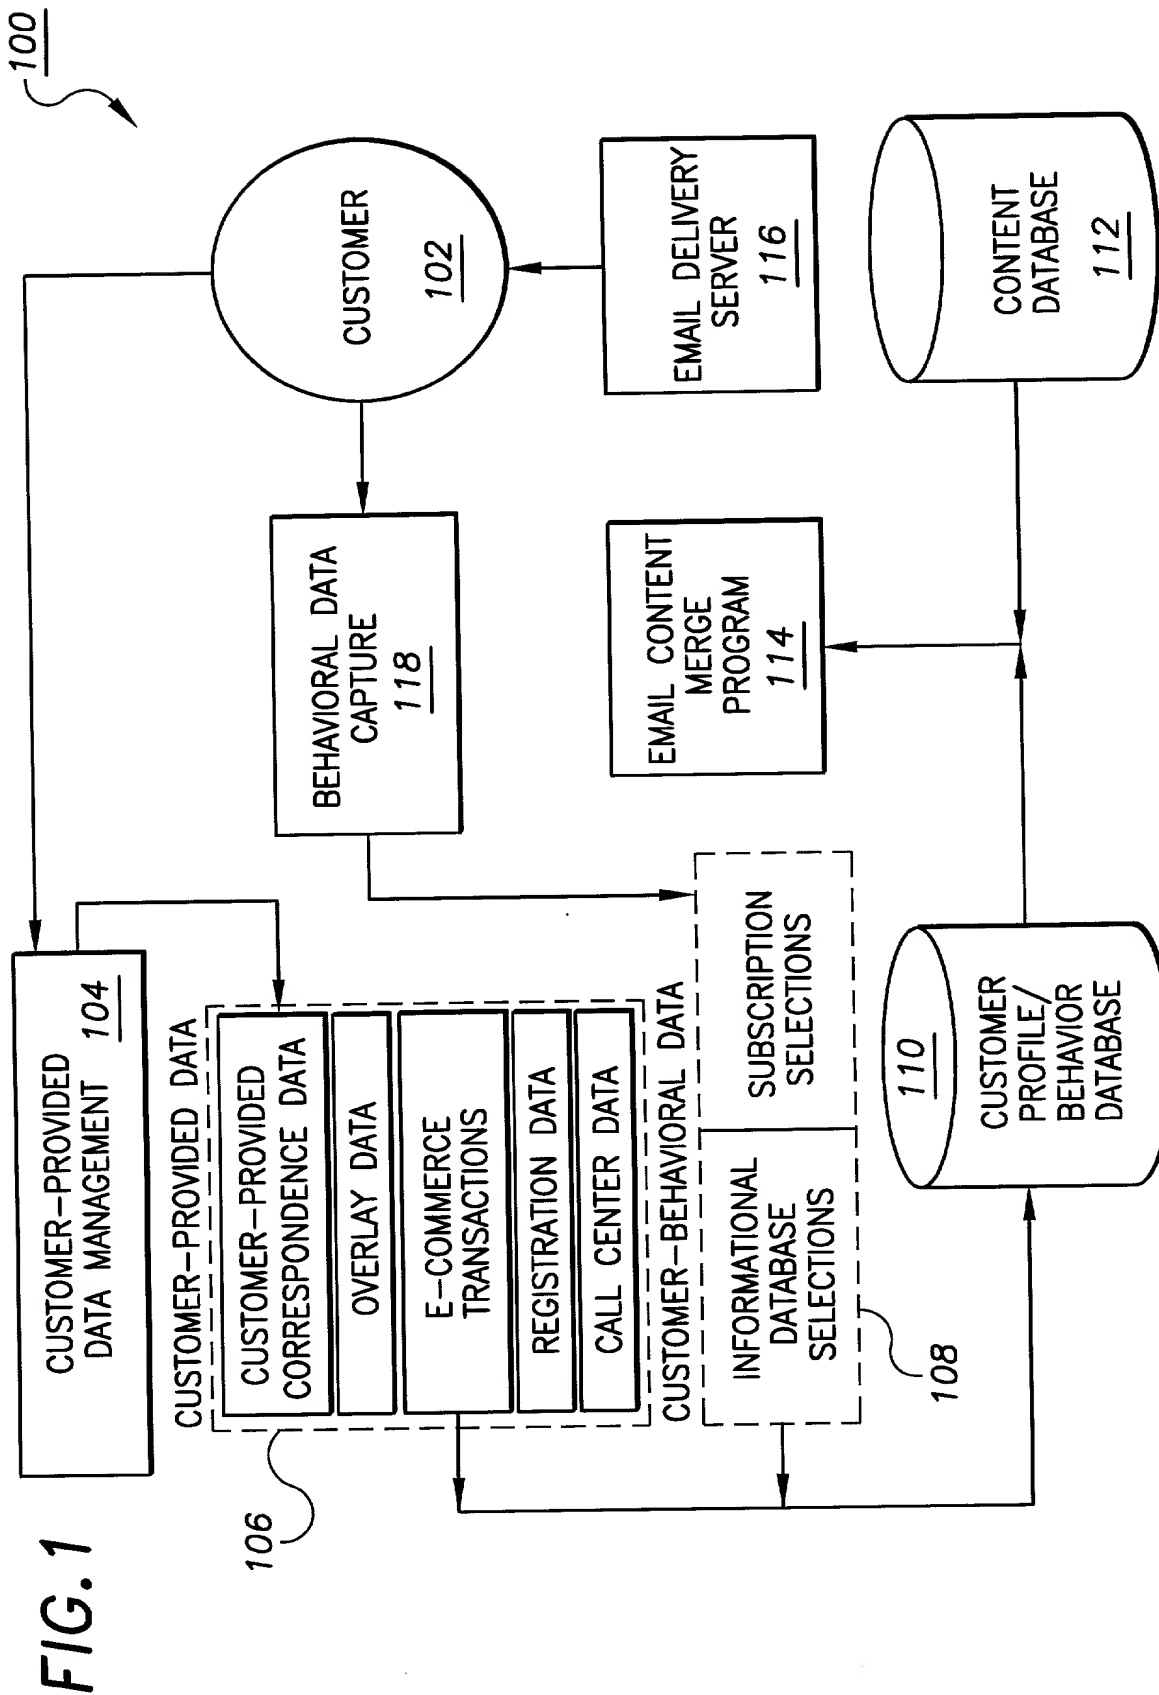 FIG. 1
100
CUSTOMER-PROVIDED
DATA MANAGEMENT
104
CUSTOMER-PROVIDED DATA
106
CUSTOMER-PROVIDED
CORRESPONDENCE DATA
OVERLAY DATA
E-COMMERCE
TRANSACTIONS
REGISTRATION DATA
CALL CENTER DATA
CUSTOMER-BEHAVIORAL DATA
INFORMATIONAL
DATABASE
SELECTIONS
SUBSCRIPTION
SELECTIONS
108
BEHAVIORAL DATA
CAPTURE
118
CUSTOMER
102
EMAIL CONTENT
MERGE
PROGRAM
114
EMAIL DELIVERY
SERVER
116
110
CUSTOMER
PROFILE/
BEHAVIOR
DATABASE
CONTENT
DATABASE
112